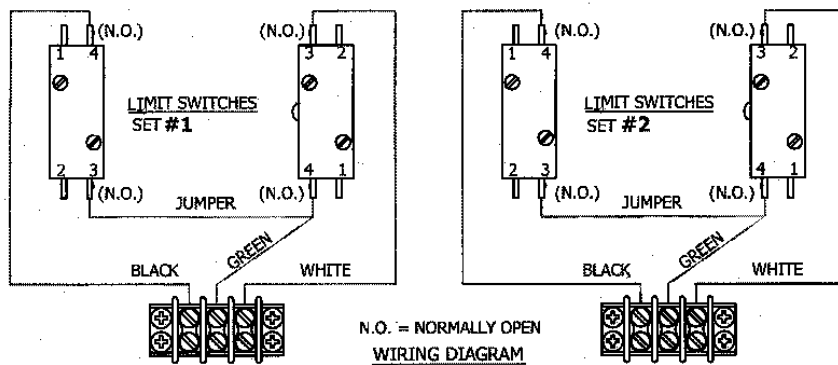 (N.O.) (N.O.)
1 4 3 2
LIMIT SWITCHES
SET #1
2 3 4 1
(N.O.) (N.O.)
JUMPER
GREEN
BLACK WHITE
(N.O.) (N.O.)
1 4 3 2
LIMIT SWITCHES
SET #2
2 3 4 1
(N.O.) (N.O.)
JUMPER
GREEN
BLACK WHITE
N.O. = NORMALLY OPEN
WIRING DIAGRAM